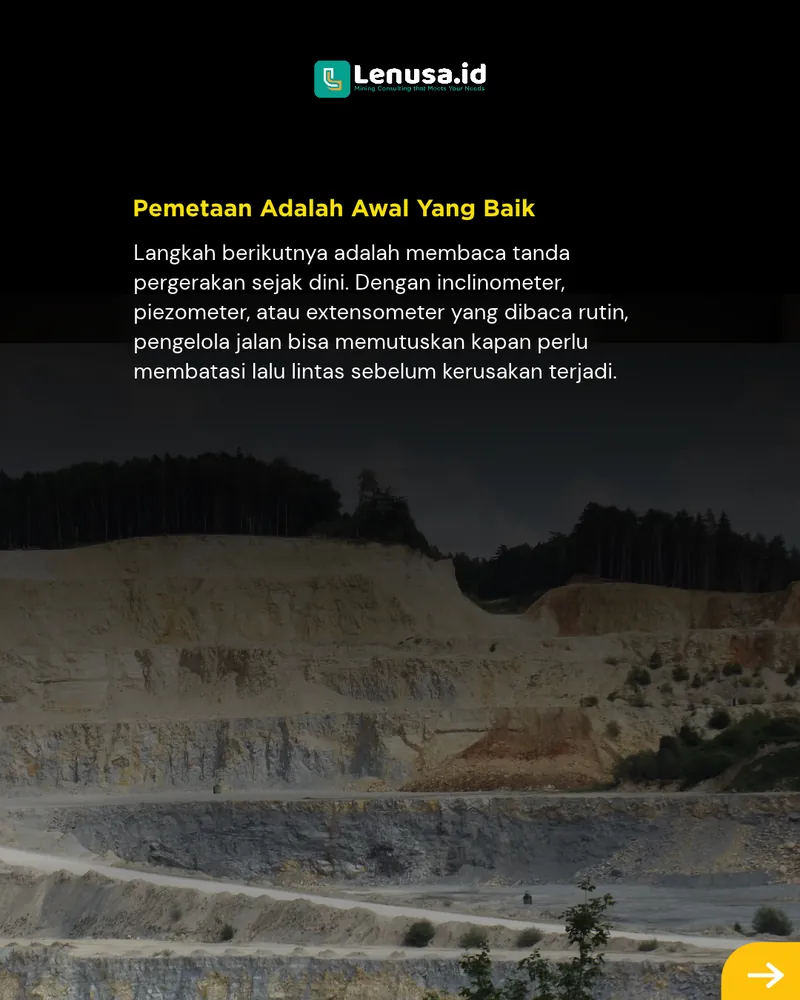 Lenusa.id
Mining Consulting that Meets Your Needs
Pemetaan Adalah Awal Yang Baik
Langkah berikutnya adalah membaca tanda
pergerakan sejak dini. Dengan inclinometer,
piezometer, atau extensometer yang dibaca rutin,
pengelola jalan bisa memutuskan kapan perlu
membatasi lalu lintas sebelum kerusakan terjadi.